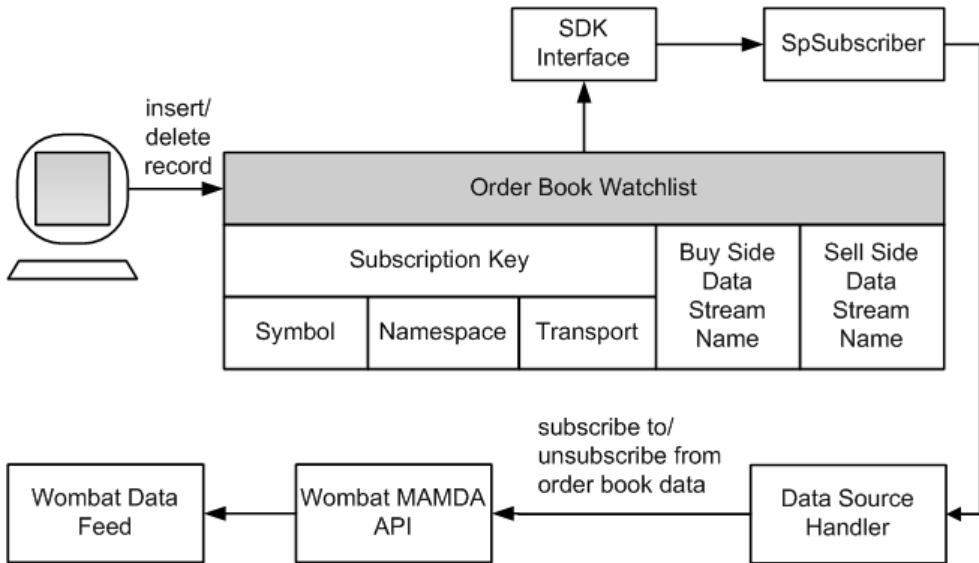 SDK
Interface
SpSubscriber
insert/
delete
record
Order Book Watchlist
Subscription Key
Buy Side
Data
Stream
Name
Sell Side
Data
Stream
Name
Symbol
Namespace
Transport
subscribe to/
unsubscribe from
order book data
Wombat Data
Feed
Wombat MAMDA
API
Data Source
Handler